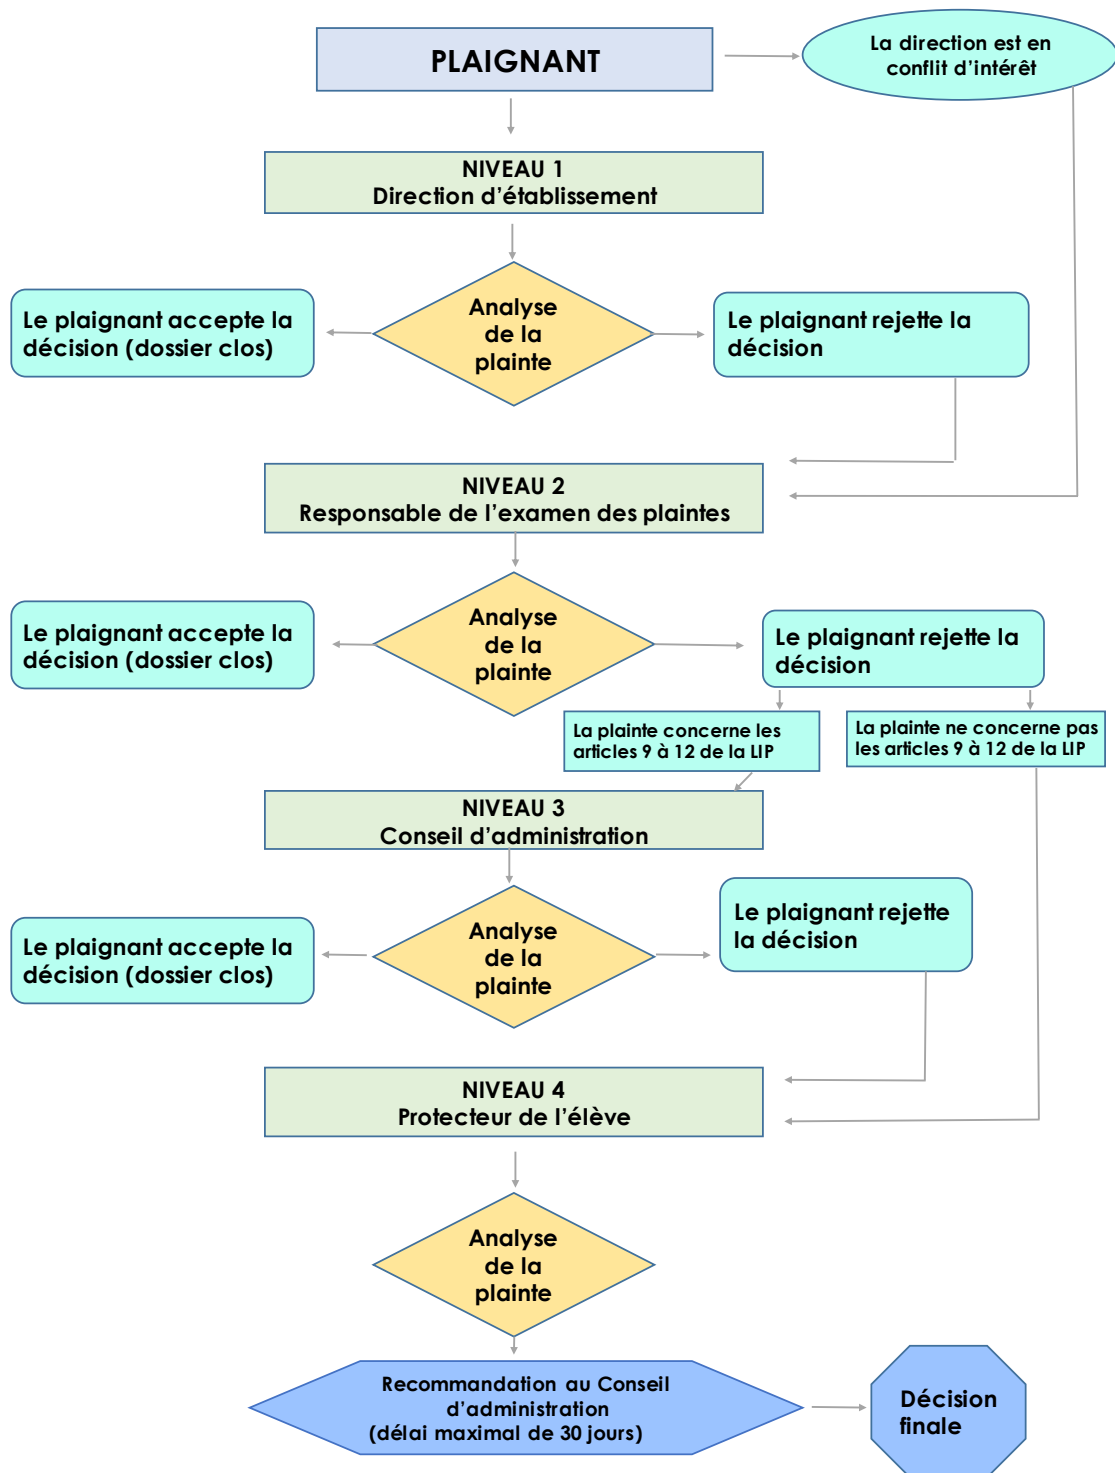 PLAIGNANT
La direction est en
conflit d'intérêt
NIVEAU 1
Direction d'établissement
Le plaignant accepte la
décision (dossier clos)
Analyse
de la
plainte
Le plaignant rejette la
décision
NIVEAU 2
Responsable de l'examen des plaintes
Le plaignant accepte la
décision (dossier clos)
Analyse
de la
plainte
Le plaignant rejette la
décision
La plainte concerne les
articles 9 à 12 de la LIP
La plainte ne concerne pas
les articles 9 à 12 de la LIP
NIVEAU 3
Conseil d'administration
Le plaignant accepte la
décision (dossier clos)
Analyse
de la
plainte
Le plaignant rejette
la décision
NIVEAU 4
Protecteur de l'élève
Analyse
de la
plainte
Recommandation au Conseil
d'administration
(délai maximal de 30 jours)
Décision
finale